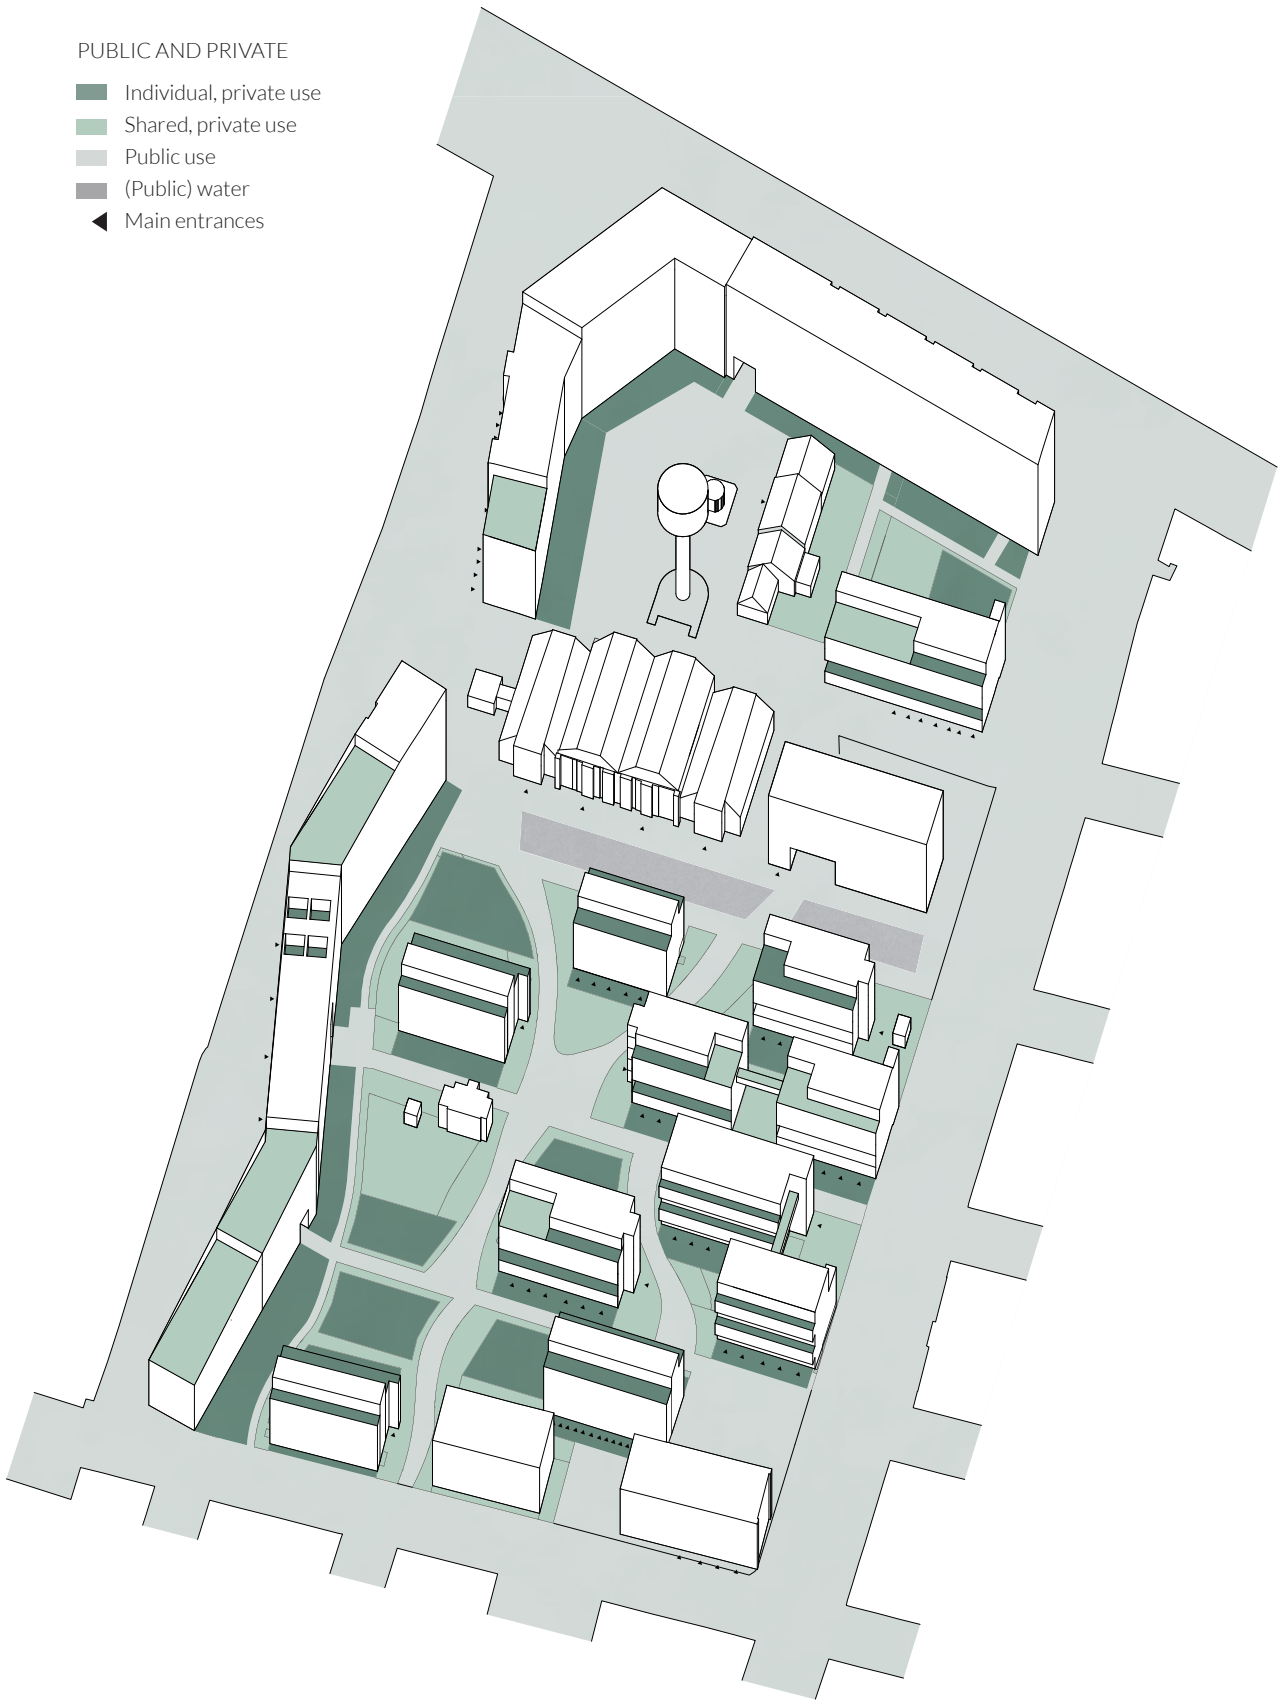 PUBLIC AND PRIVATE
Individual, private use
Shared, private use
Public use
(Public) water
Main entrances